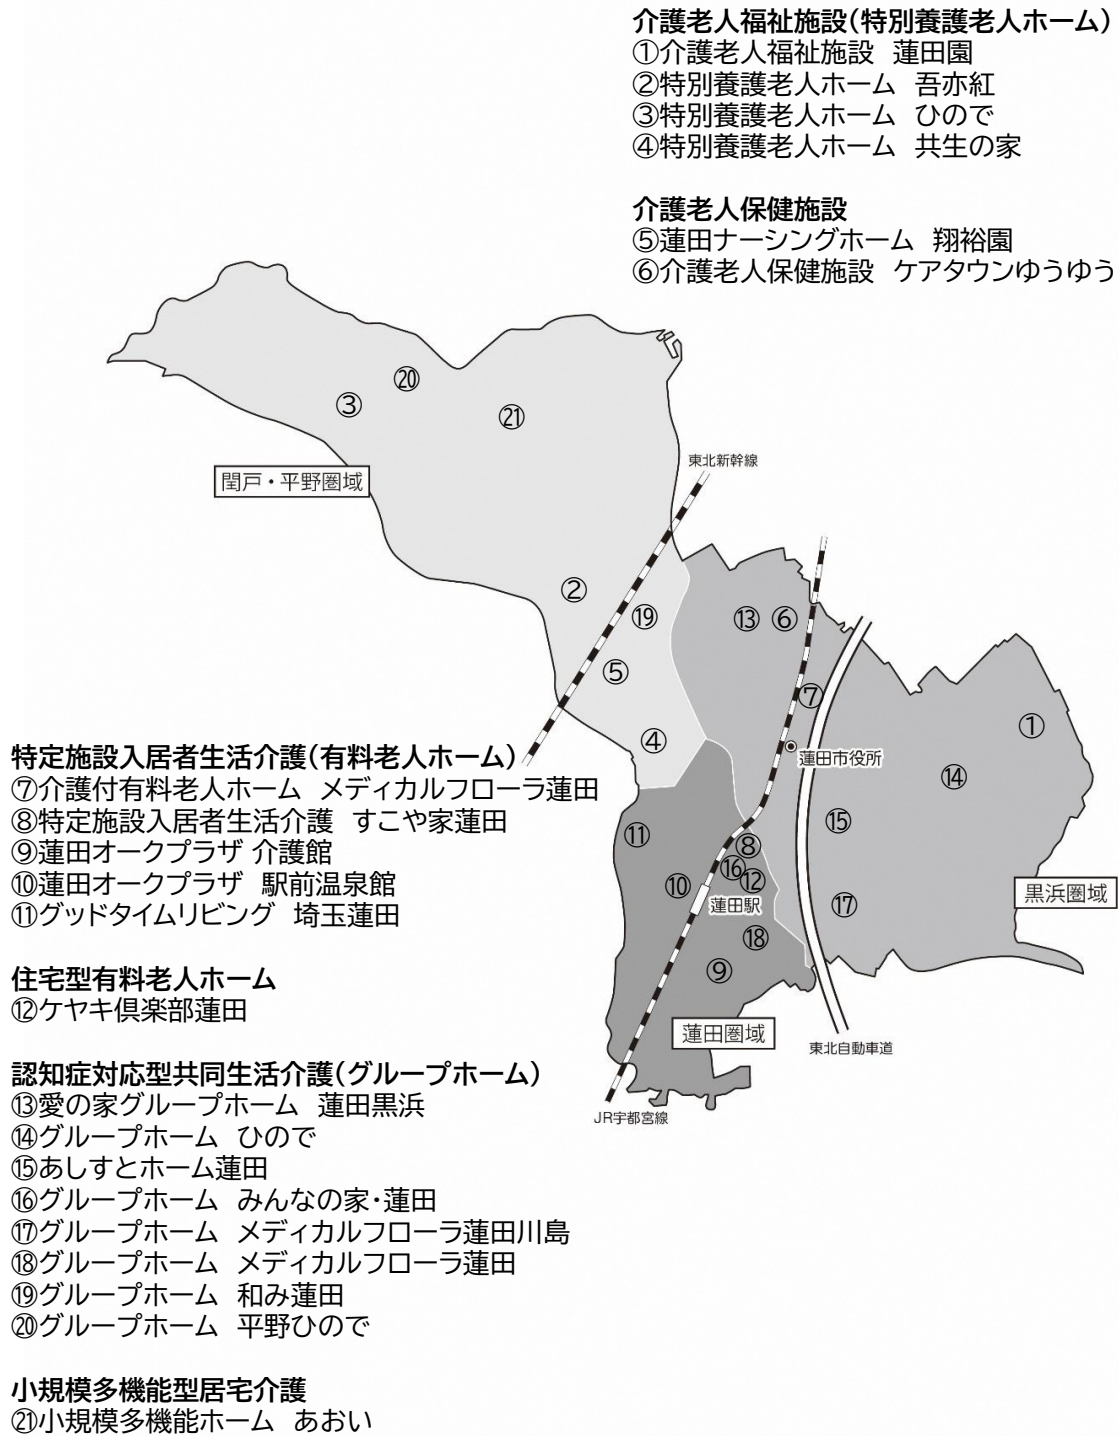 介護老人福祉施設(特別養護老人ホーム)
①介護老人福祉施設　蓮田園
②特別養護老人ホーム　吾亦紅
③特別養護老人ホーム　ひので
④特別養護老人ホーム　共生の家
介護老人保健施設
⑤蓮田ナーシングホーム　翔裕園
⑥介護老人保健施設　ケアタウンゆうゆう
⑳
③
㉑
東北新幹線
閏戸・平野圏域
②
⑲
⑬
⑥
⑤
⑦
①
④
蓮田市役所
⑭
⑮
⑪
⑧
⑯
⑫
⑩
蓮田駅
⑰
黒浜圏域
⑱
⑨
蓮田圏域
東北自動車道
JR宇都宮線
特定施設入居者生活介護(有料老人ホーム)
⑦介護付有料老人ホーム　メディカルフローラ蓮田
⑧特定施設入居者生活介護　すこや家蓮田
⑨蓮田オークプラザ 介護館
⑩蓮田オークプラザ　駅前温泉館
⑪グッドタイムリビング　埼玉蓮田
住宅型有料老人ホーム
⑫ケヤキ倶楽部蓮田
認知症対応型共同生活介護(グループホーム)
⑬愛の家グループホーム　蓮田黒浜
⑭グループホーム　ひので
⑮あしすとホーム蓮田
⑯グループホーム　みんなの家・蓮田
⑰グループホーム　メディカルフローラ蓮田川島
⑱グループホーム　メディカルフローラ蓮田
⑲グループホーム　和み蓮田
⑳グループホーム　平野ひので
小規模多機能型居宅介護
㉑小規模多機能ホーム　あおい